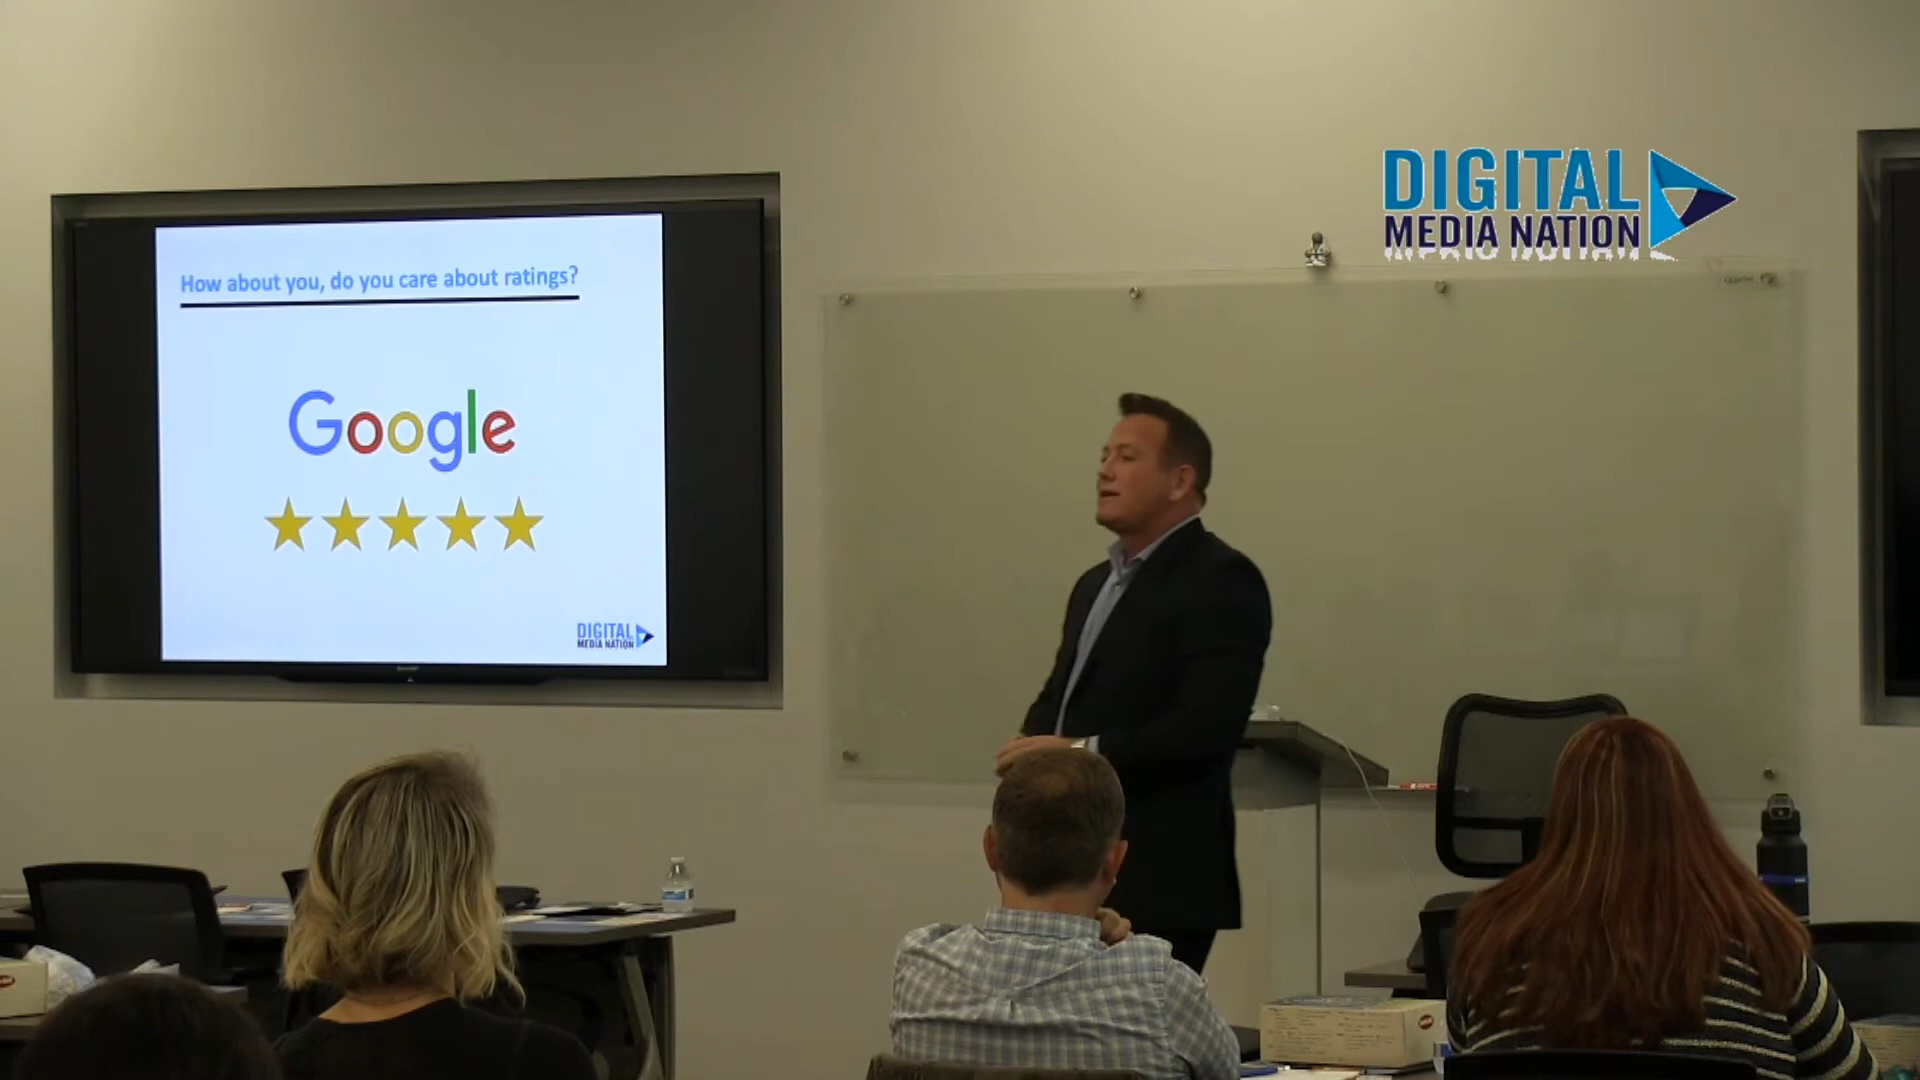 How about you, do you care about ratings?
Google
DIGITAL
MEDIA NATION
DIGITAL
MEDIA NATION